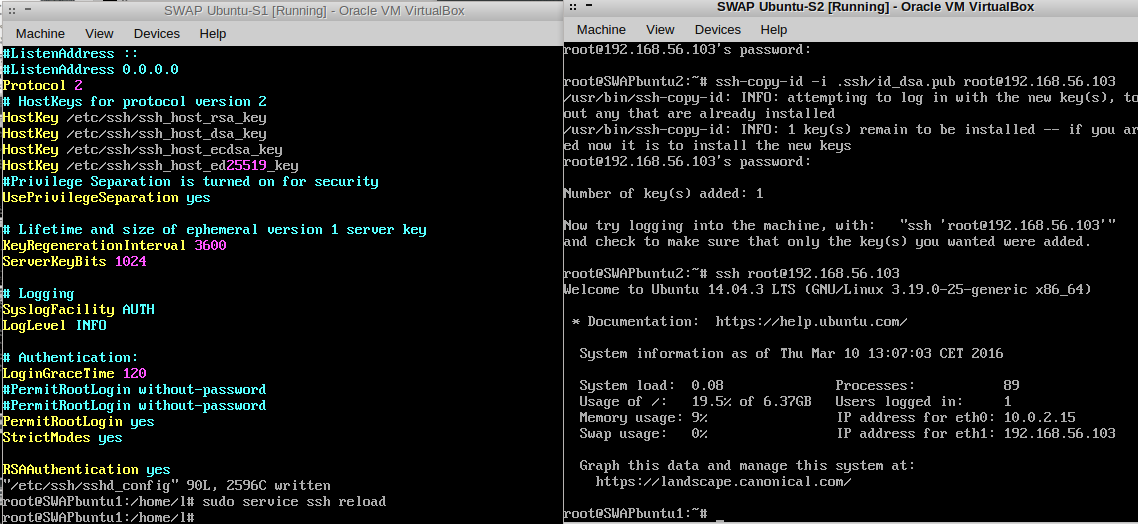 SWAP Ubuntu-S1 [Running] - Oracle VM VirtualBox
Machine View Devices Help
#ListenAddress ::
#ListenAddress 0.0.0.0
Protocol 2
# HostKeys for protocol version 2
HostKey /etc/ssh/ssh_host_rsa_key
HostKey /etc/ssh/ssh_host_dsa_key
HostKey /etc/ssh/ssh_host_ecdsa_key
HostKey /etc/ssh/ssh_host_ed25519_key
#Privilege Separation is turned on for security
UsePrivilegeSeparation yes
# Lifetime and size of ephemeral version 1 server key
KeyRegenerationInterval 3600
ServerKeyBits 1024
# Logging
SyslogFacility AUTH
LogLevel INFO
# Authentication:
LoginGraceTime 120
#PermitRootLogin without-password
#PermitRootLogin without-password
PermitRootLogin yes
StrictModes yes
RSAAuthentication yes
"/etc/ssh/sshd_config" 90L, 2596C written
root@SWAPbuntu1:/home/l# sudo service ssh reload
root@SWAPbuntu1:/home/l#
SWAP Ubuntu-S2 [Running] - Oracle VM VirtualBox
Machine View Devices Help
root@192.168.56.103's password:
root@SWAPbuntu2:~# ssh-copy-id -i .ssh/id_dsa.pub root@192.168.56.103
/usr/bin/ssh-copy-id: INFO: attempting to log in with the new key(s), to
out any that are already installed
/usr/bin/ssh-copy-id: INFO: 1 key(s) remain to be installed -- if you ar
ed now it is to install the new keys
root@192.168.56.103's password:
Number of key(s) added: 1
Now try logging into the machine, with: "ssh 'root@192.168.56.103'"
and check to make sure that only the key(s) you wanted were added.
root@SWAPbuntu2:~# ssh root@192.168.56.103
Welcome to Ubuntu 14.04.3 LTS (GNU/Linux 3.19.0-25-generic x86_64)
* Documentation: https://help.ubuntu.com/
System information as of Thu Mar 10 13:07:03 CET 2016
System load: 0.08 Processes: 89
Usage of /: 19.5% of 6.37GB Users logged in: 1
Memory usage: 9% IP address for eth0: 10.0.2.15
Swap usage: 0% IP address for eth1: 192.168.56.103
Graph this data and manage this system at:
https://landscape.canonical.com/
root@SWAPbuntu1:~# _